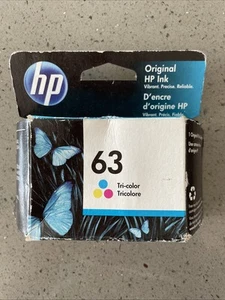 hp
Original
HP Ink
Vibrant. Precise. Reliable.
D'encre
d'origine HP
63
Tri-color
Tricolore